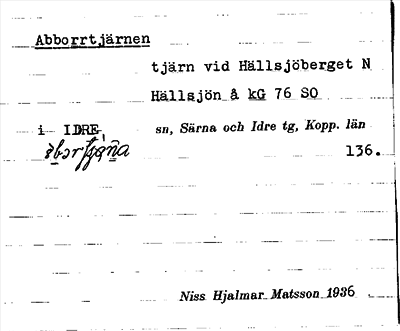 Abborrtjärnen
tjärn vid Hällsjöberget N
Hällsjön å kG 76 SO
i IDRE sn, Särna och Idre tg, Kopp. län
136.
Niss Hjalmar Matsson 1936